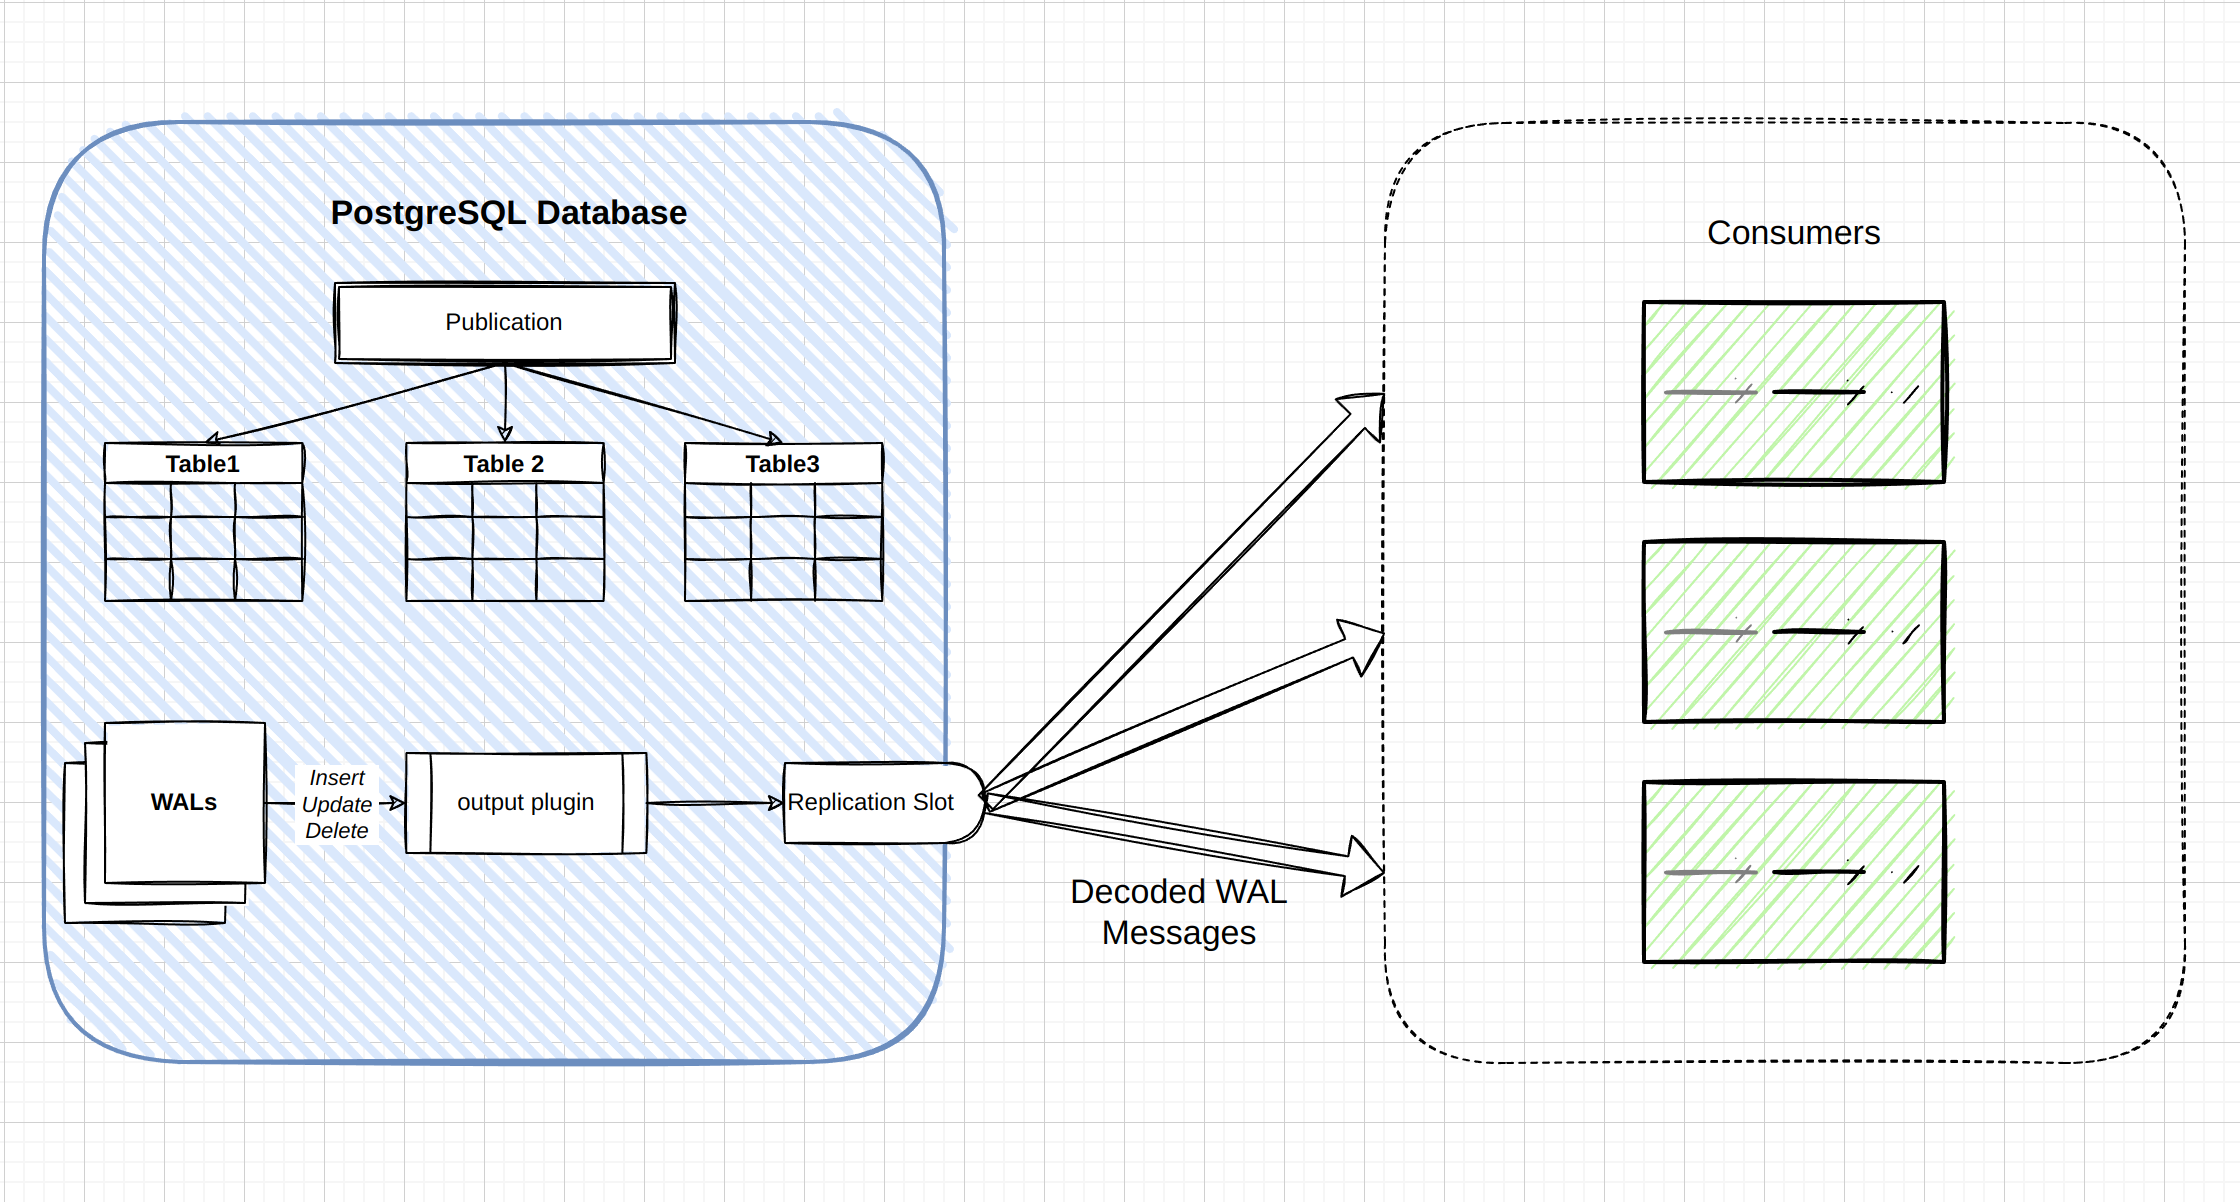 PostgreSQL Database
Publication
Table1
Table 2
Table3
WALs
Insert
Update
Delete
output plugin
Replication Slot
Decoded WAL
Messages
Consumers